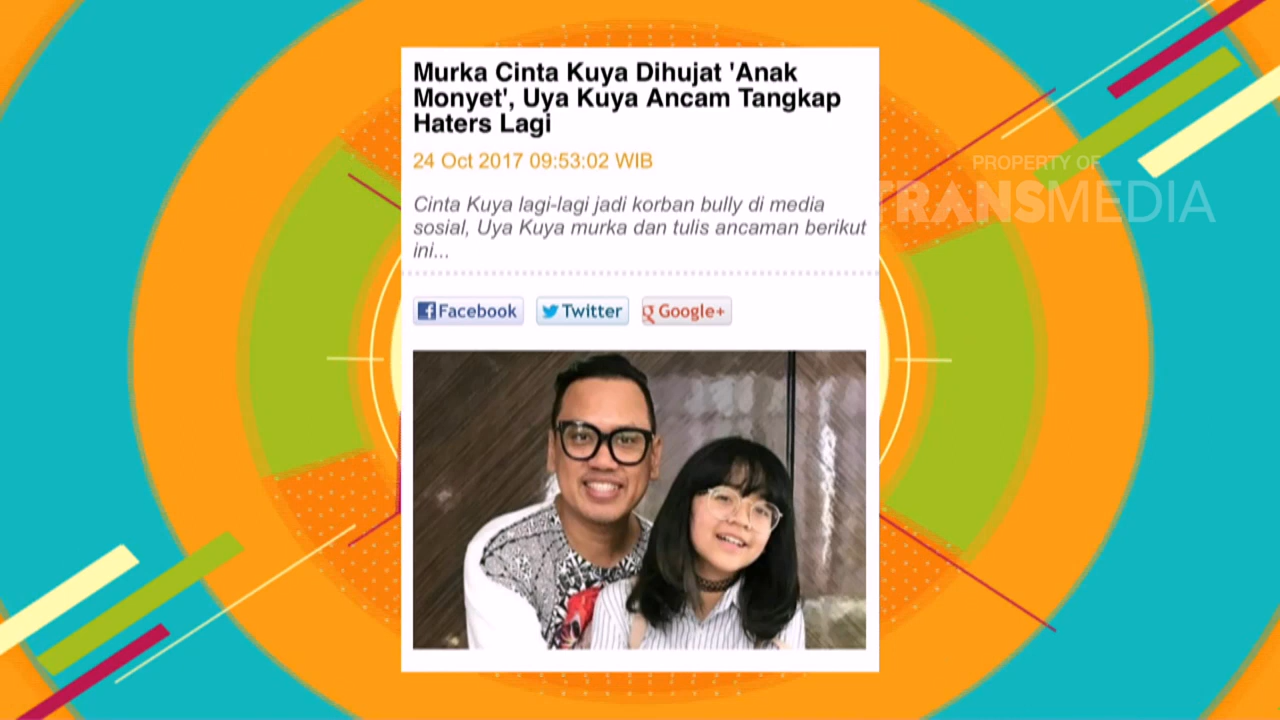 Murka Cinta Kuya Dihujat 'Anak
Monyet', Uya Kuya Ancam Tangkap
Haters Lagi
24 Oct 2017 09:53:02 WIB
Cinta Kuya lagi-lagi jadi korban bully di media
sosial, Uya Kuya murka dan tulis ancaman berikut
ini...
Facebook Twitter Google+
PROPERTY OF
TRANSMEDIA